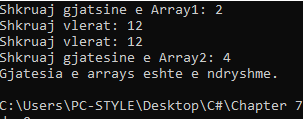 Shkruaj gjatsine e Array1: 2
Shkruaj vlerat: 12
Shkruaj vlerat: 12
Shkruaj gjatesine e Array2: 4
Gjatesia e arrays eshte e ndryshme.
C:\Users\PC-STYLE\Desktop\C#\Chapter 7